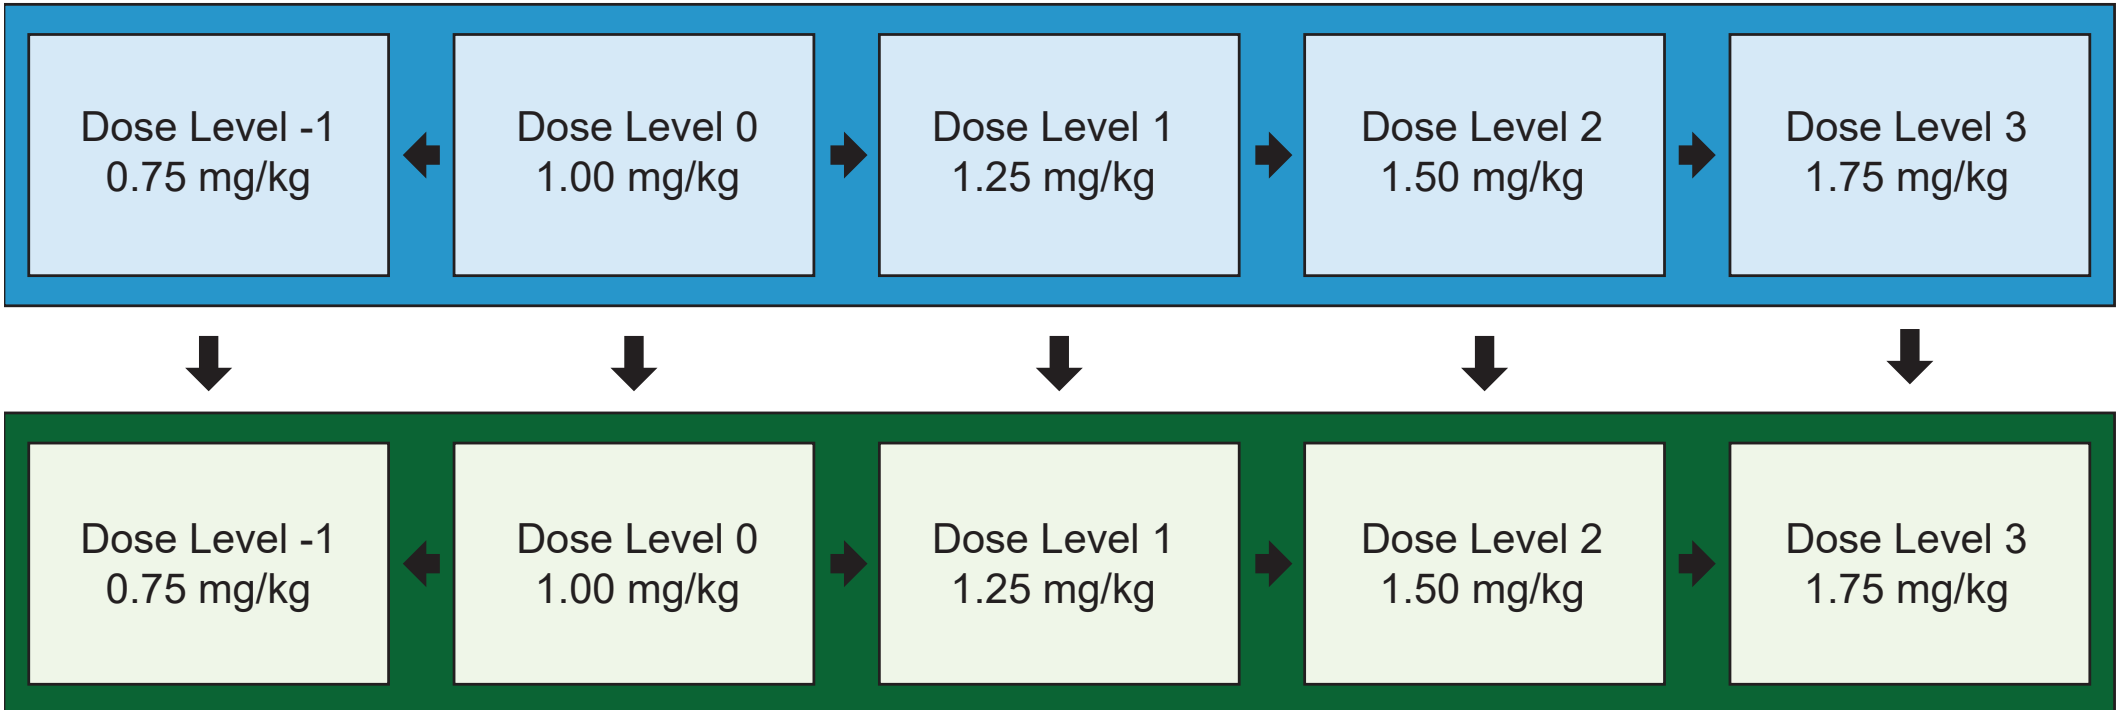 Dose Level -1
0.75 mg/kg
Dose Level 0
1.00 mg/kg
Dose Level 1
1.25 mg/kg
Dose Level 2
1.50 mg/kg
Dose Level 3
1.75 mg/kg
Dose Level -1
0.75 mg/kg
Dose Level 0
1.00 mg/kg
Dose Level 1
1.25 mg/kg
Dose Level 2
1.50 mg/kg
Dose Level 3
1.75 mg/kg